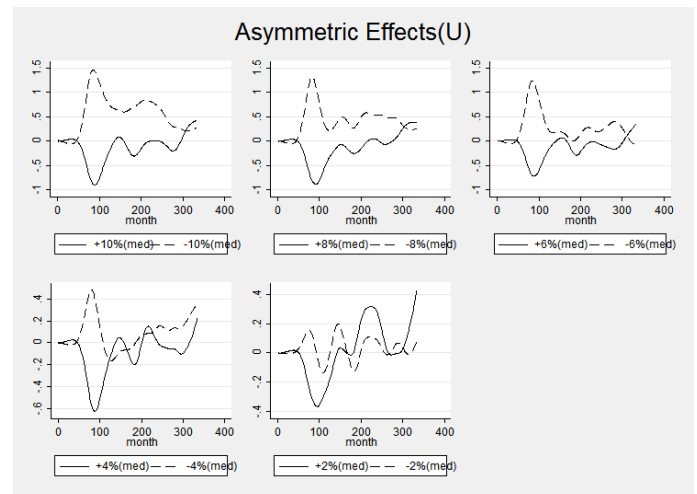 Asymmetric Effects(U)
1.5
1
.5
0
-.5
-1
0 100 200 300 400
month
+10%(med) -10%(med)
1.5
1
.5
0
-.5
-1
0 100 200 300 400
month
+8%(med) -8%(med)
1.5
1
.5
0
-.5
-1
0 100 200 300 400
month
+6%(med) -6%(med)
.4
.2
0
-.2
-.4
-.6
0 100 200 300 400
month
+4%(med) -4%(med)
.4
.2
0
-.2
-.4
0 100 200 300 400
month
+2%(med) -2%(med)